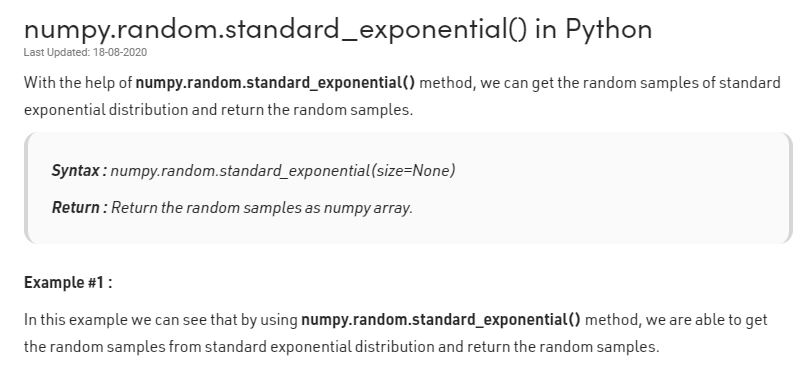 numpy.random.standard_exponential() in Python
Last Updated: 18-08-2020
With the help of numpy.random.standard_exponential() method, we can get the random samples of standard
exponential distribution and return the random samples.
Syntax : numpy.random.standard_exponential(size=None)
Return : Return the random samples as numpy array.
Example #1 :
In this example we can see that by using numpy.random.standard_exponential() method, we are able to get
the random samples from standard exponential distribution and return the random samples.